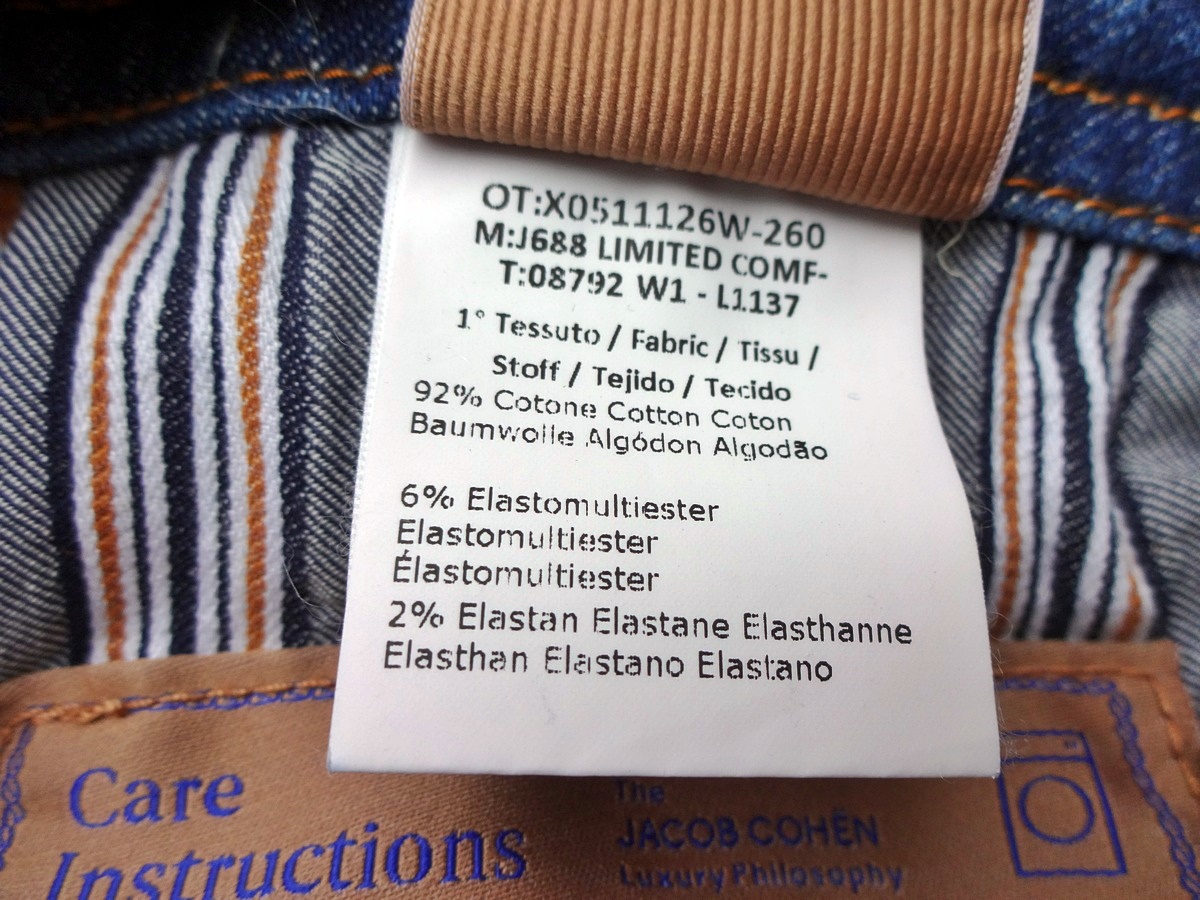 OT:X0511126W-260
M:J688 LIMITED COMF-
T:08792 W1 - L1137
1° Tessuto / Fabric / Tissu /
Stoff / Tejido / Tecido
92% Cotone Cotton Coton
Baumwolle Algódon Algodão
6% Elastomultiester
Elastomultiester
Élastomultiester
2% Elastan Elastane Elasthanne
Elasthan Elastano Elastano
Care
Instructions
The
JACOB COHËN
Luxury Philosophy